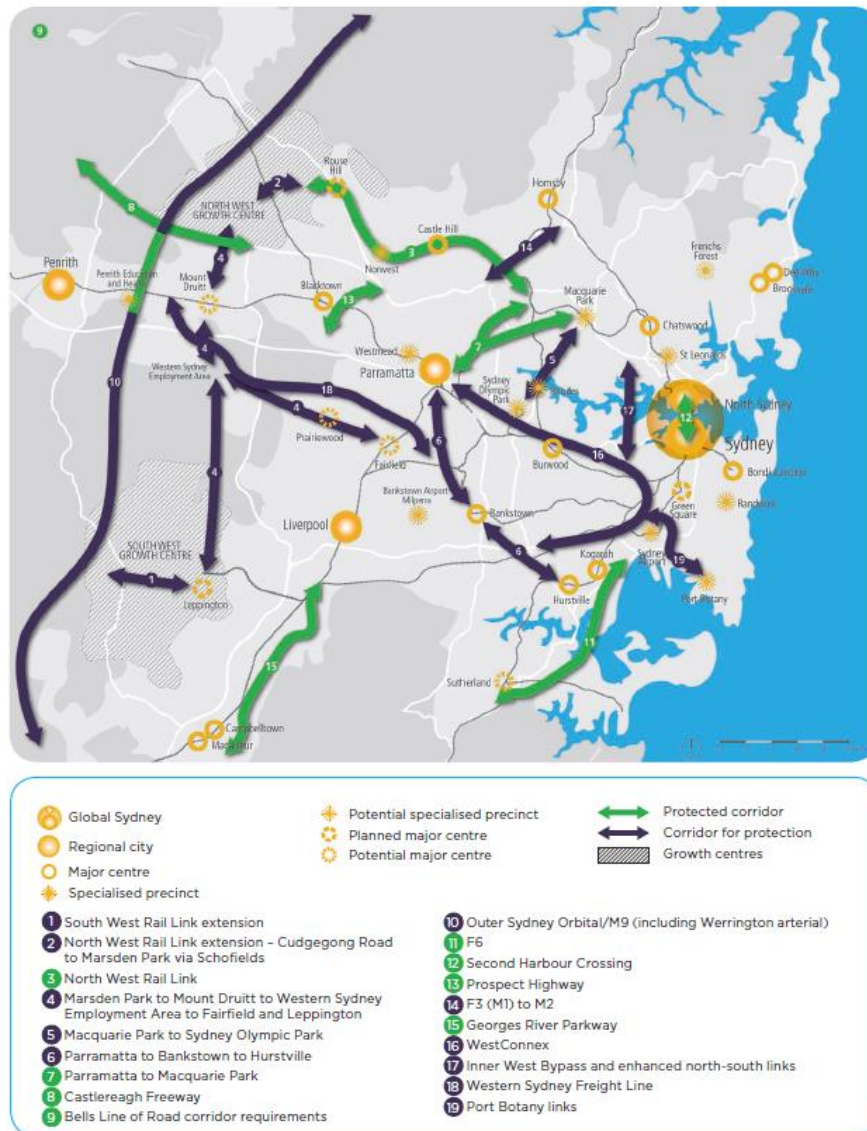 9
Rouse
Hill
2
Hornsby
NORTH WEST
GROWTH CENTRE
8
Castle Hill
14
Frenchs
Forest
4
3
Norwest
Penrith
Penrith Education
and Health
Mount
Druitt
Blacktown
13
Macquarie
Park
Chatswood
Westmead
7
St Leonards
4
Western Sydney
Employment Area
Parramatta
5
10
18
Sydney
Olympic
Park
17
North Sydney
12
4
Prairiewood
Sydney
6
16
Fairfield
Burwood
Bondi Junction
4
Bankstown Airport
Milperra
Bankstown
Green
Square
Randwick
Liverpool
SOUTH WEST
GROWTH CENTRE
Sydney
Airport
6
Kogarah
19
1
Hurstville
Port Botany
Leppington
11
15
Sutherland
Campbelltown
Global Sydney
Regional city
Major centre
Specialised precinct
Potential specialised precinct
Planned major centre
Potential major centre
Protected corridor
Corridor for protection
Growth centres
1 South West Rail Link extension
2 North West Rail Link extension – Cudgegong Road
to Marsden Park via Schofields
3 North West Rail Link
4 Marsden Park to Mount Druitt to Western Sydney
Employment Area to Fairfield and Leppington
5 Macquarie Park to Sydney Olympic Park
6 Parramatta to Bankstown to Hurstville
7 Parramatta to Macquarie Park
8 Castlereagh Freeway
9 Bells Line of Road corridor requirements
10 Outer Sydney Orbital/M9 (including Werrington arterial)
11 F6
12 Second Harbour Crossing
13 Prospect Highway
14 F3 (M1) to M2
15 Georges River Parkway
16 WestConnex
17 Inner West Bypass and enhanced north-south links
18 Western Sydney Freight Line
19 Port Botany links